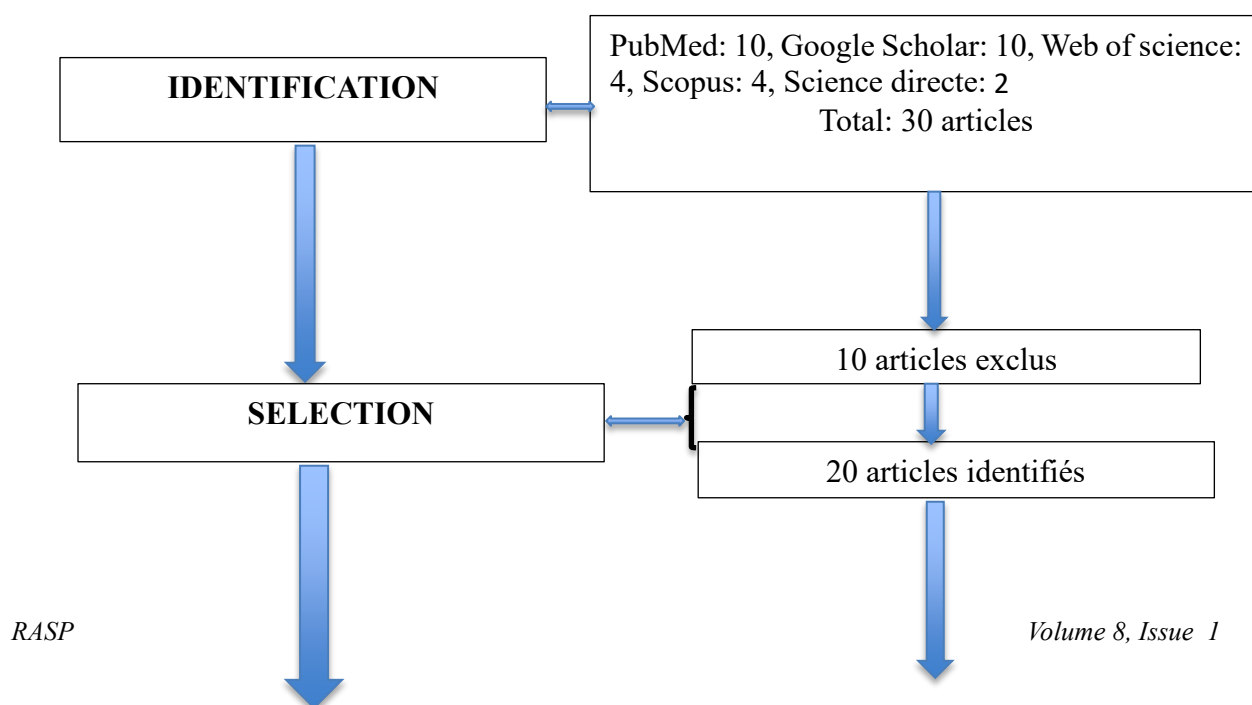 IDENTIFICATION
PubMed: 10, Google Scholar: 10, Web of science:
4, Scopus: 4, Science directe: 2
Total: 30 articles
10 articles exclus
SELECTION
20 articles identifiés
RASP
Volume 8, Issue 1